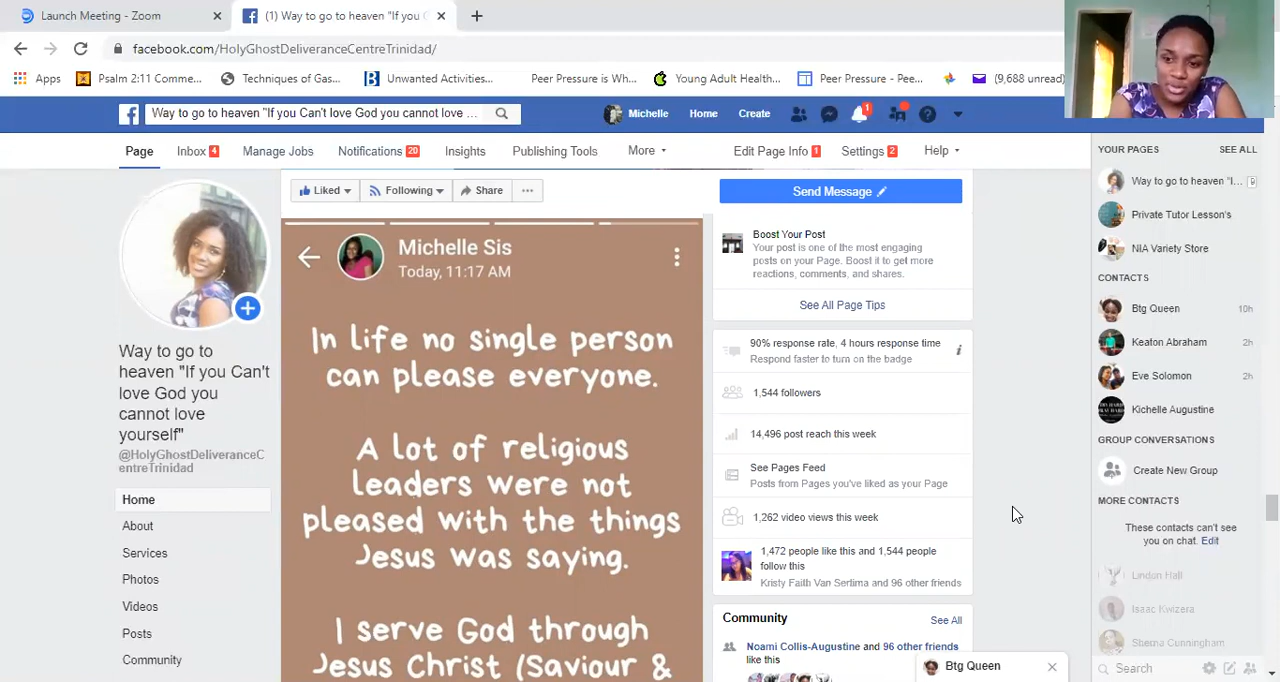 Launch Meeting - Zoom
(1) Way to go to heaven "If you C
facebook.com/HolyGhostDeliveranceCentreTrinidad/
Apps
Psalm 2:11 Comme...
Techniques of Gas...
Unwanted Activities...
Peer Pressure is Wh...
Young Adult Health...
Peer Pressure - Pee...
(9,688 unread)
Way to go to heaven "If you Can't love God you cannot love ...
Michelle
Home
Create
1
Page
Inbox 4
Manage Jobs
Notifications 20
Insights
Publishing Tools
More
Edit Page Info 1
Settings 2
Help
Liked
Following
Share
...
Send Message
Way to go to
heaven "If you Can't
love God you
cannot love
yourself"
@HolyGhostDeliveranceC
entreTrinidad
Home
About
Services
Photos
Videos
Posts
Community
Michelle Sis
Today, 11:17 AM
In life no single person
can please everyone.
A lot of religious
leaders were not
pleased with the things
Jesus was saying.
I serve God through
Jesus Christ (Saviour &
Boost Your Post
Your post is one of the most engaging
posts on your Page. Boost it to get more
reactions, comments, and shares.
See All Page Tips
90% response rate, 4 hours response time
Respond faster to turn on the badge
1,544 followers
14,496 post reach this week
See Pages Feed
Posts from Pages you've liked as your Page
1,262 video views this week
1,472 people like this and 1,544 people
follow this
Kristy Faith Van Sertima and 96 other friends
Community
See All
Noami Collis-Augustine and 96 other friends
like this
Btg Queen
YOUR PAGES
SEE ALL
Way to go to heaven "I...
9
Private Tutor Lesson's
NIA Variety Store
CONTACTS
Btg Queen
10h
Keaton Abraham
2h
Eve Solomon
2h
Kichelle Augustine
GROUP CONVERSATIONS
Create New Group
MORE CONTACTS
These contacts can't see
you on chat. Edit
Lindon Hall
Isaac Kwizera
Sherma Cunningham
Search